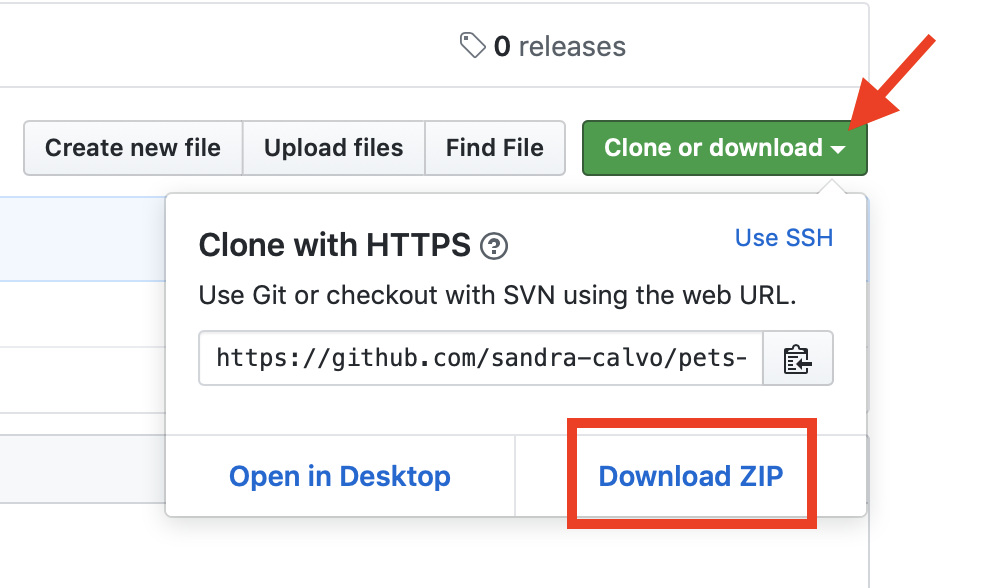 0 releases
Create new file
Upload files
Find File
Clone or download
Clone with HTTPS ?
Use SSH
Use Git or checkout with SVN using the web URL.
https://github.com/sandra-calvo/pets-
Open in Desktop
Download ZIP